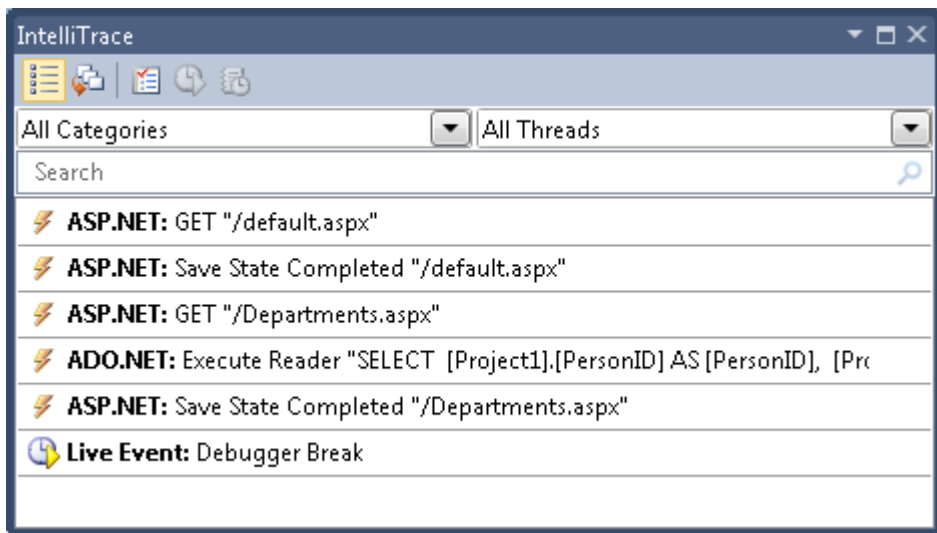 IntelliTrace
All Categories All Threads
Search
ASP.NET: GET "/default.aspx"
ASP.NET: Save State Completed "/default.aspx"
ASP.NET: GET "/Departments.aspx"
ADO.NET: Execute Reader "SELECT [Project1].[PersonID] AS [PersonID], [Pro
ASP.NET: Save State Completed "/Departments.aspx"
Live Event: Debugger Break